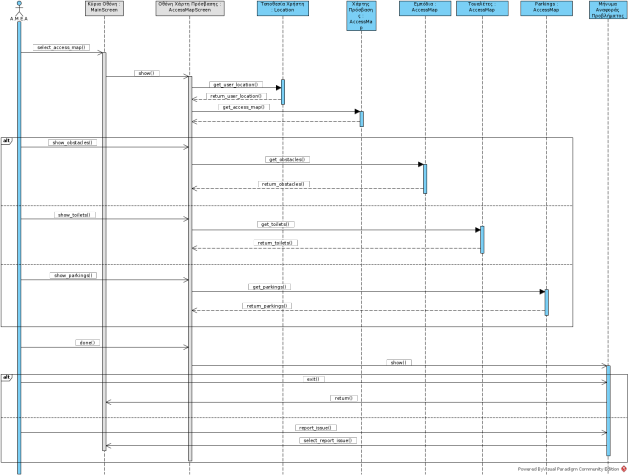 Α.Μ.Ε.Α
Κύρια Οθόνη
MainScreen
Οθόνη Χάρτη Πρόσβασης
AccessMapScreen
Τοποθεσία Χρήστη
Location
Χάρτης
Πρόσβαση
ς
AccessMa
p
Εμπόδια
AccessMap
Τουαλέτες
AccessMap
Parkings
AccessMap
Μήνυμα
Αναφοράς
Προβλήματος
select_access_map()
show()
get_user_location()
return_user_location()
get_access_map()
alt
show_obstacles()
get_obstacles()
return_obstacles()
show_toilets()
get_toilets()
return_toilets()
show_parkings()
get_parkings()
return_parkings()
done()
show()
alt
exit()
return()
report_issue()
select_report_issue()
Powered By Visual Paradigm Community Edition